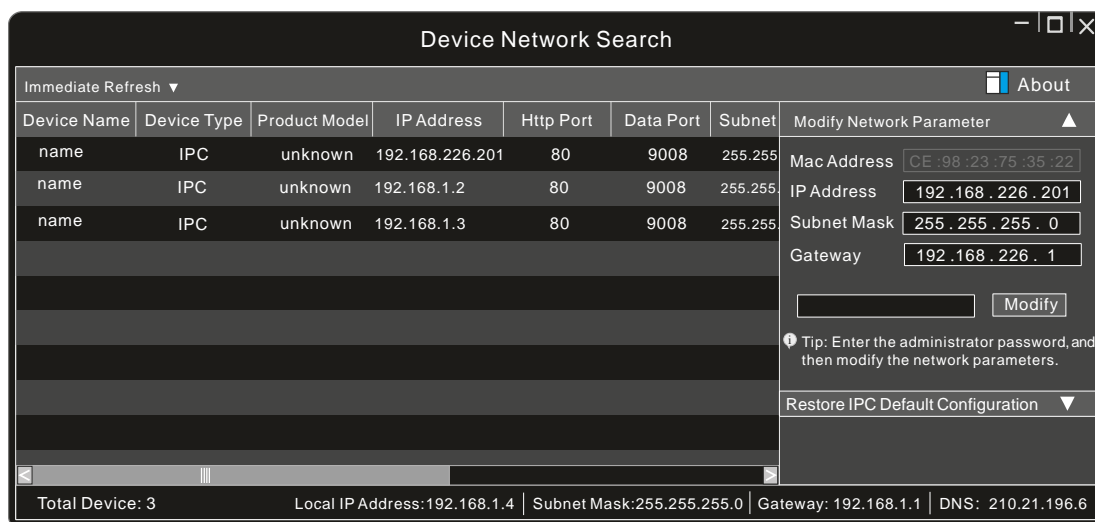 Device Network Search
Immediate Refresh ▼ About
Device Name Device Type Product Model IP Address Http Port Data Port Subnet
name IPC unknown 192.168.226.201 80 9008 255.255
name IPC unknown 192.168.1.2 80 9008 255.255.
name IPC unknown 192.168.1.3 80 9008 255.255.
Modify Network Parameter ▲
Mac Address CE:98:23:75:35:22
IP Address 192.168.226.201
Subnet Mask 255.255.255.0
Gateway 192.168.226.1
Modify
Tip: Enter the administrator password, and
then modify the network parameters.
Restore IPC Default Configuration ▼
Total Device: 3 Local IP Address:192.168.1.4 Subnet Mask:255.255.255.0 Gateway: 192.168.1.1 DNS: 210.21.196.6